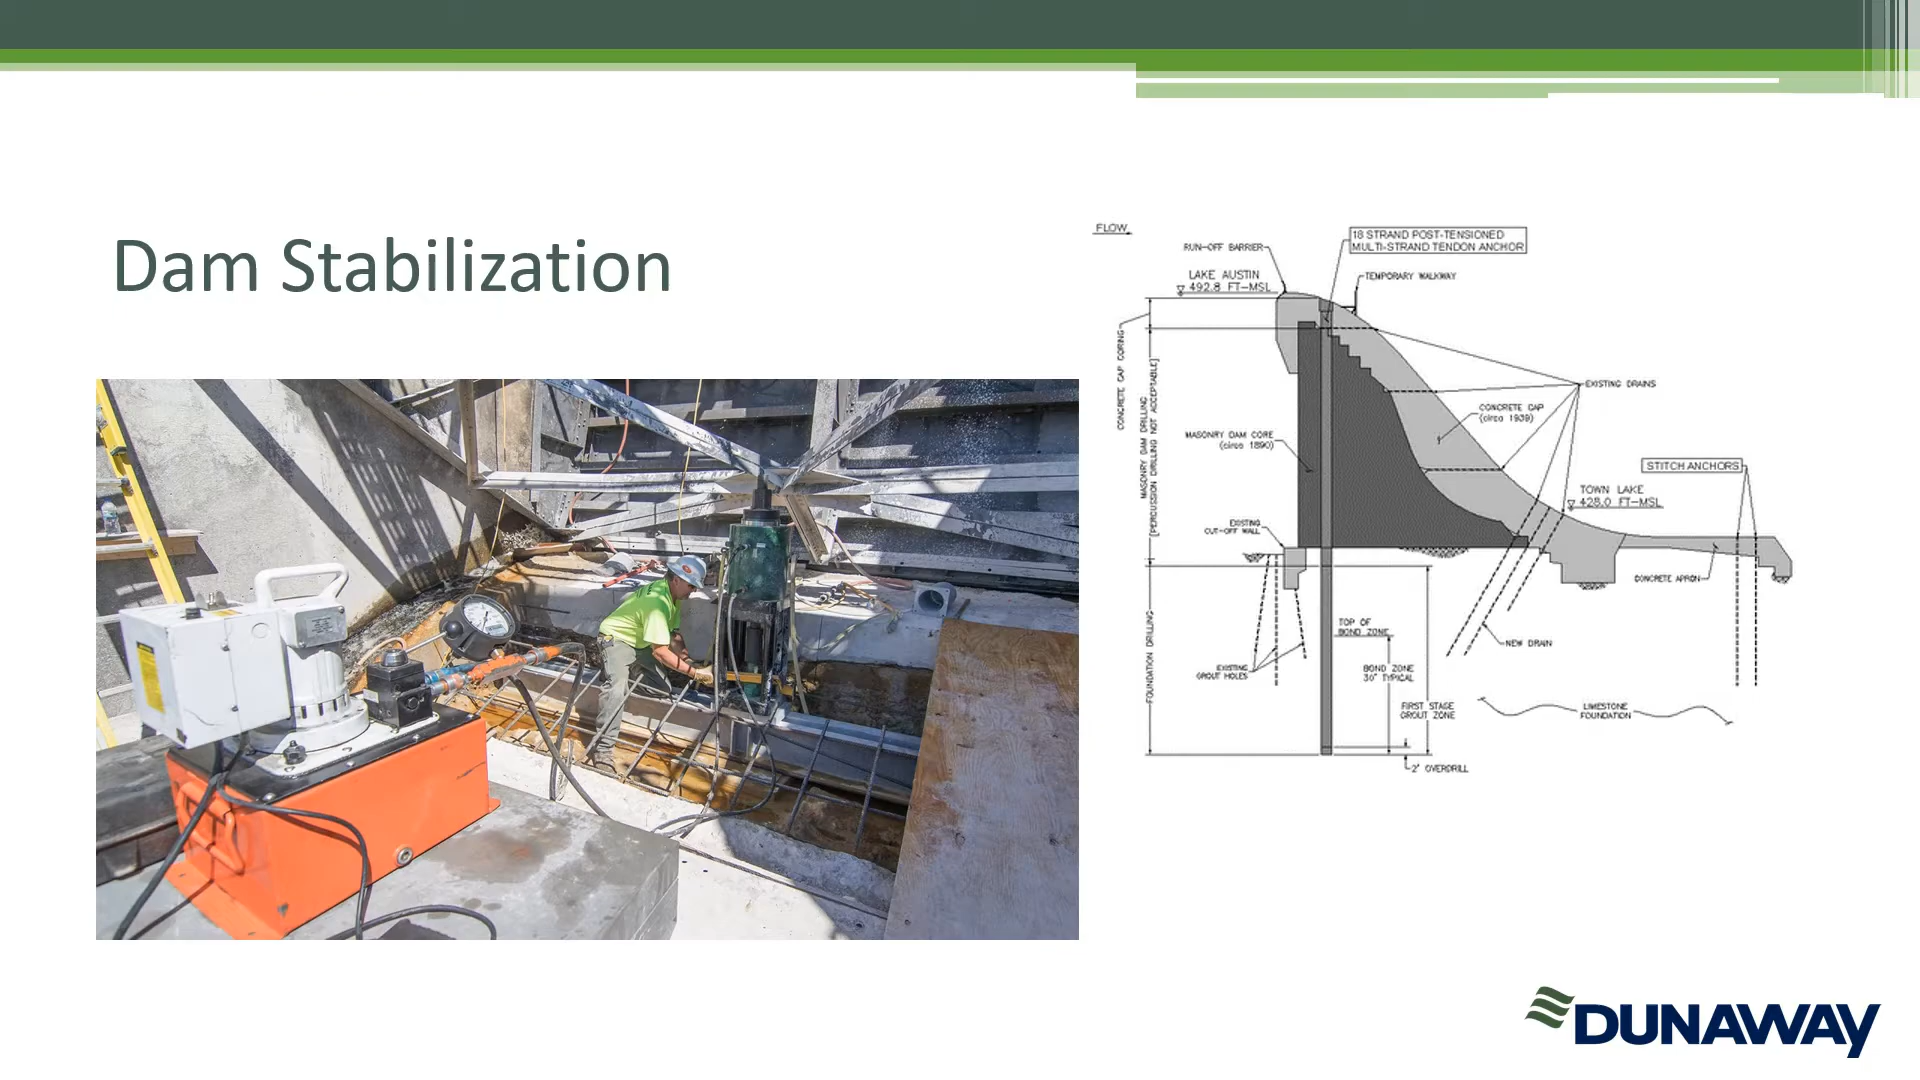 Dam Stabilization
FLOW
18 STRAND POST-TENSIONED
MULTI-STRAND TENDON ANCHOR
RUN-OFF BARRIER
LAKE AUSTIN
492.8 FT-MSL
TEMPORARY WALKWAY
CONCRETE CAP CORING
MASONRY DAM DRILLING
[PERCUSSION DRILLING NOT ACCEPTABLE]
EXISTING DRAINS
CONCRETE CAP
(circa 1939)
MASONRY DAM CORE
(circa 1890)
STITCH ANCHORS
TOWN LAKE
428.0 FT-MSL
EXISTING
CUT-OFF WALL
CONCRETE APRON
FOUNDATION DRILLING
TOP OF
BOND ZONE
NEW DRAIN
EXISTING
GROUT HOLES
BOND ZONE
30' TYPICAL
FIRST STAGE
GROUT ZONE
LIMESTONE
FOUNDATION
2' OVERDRILL
DUNAWAY